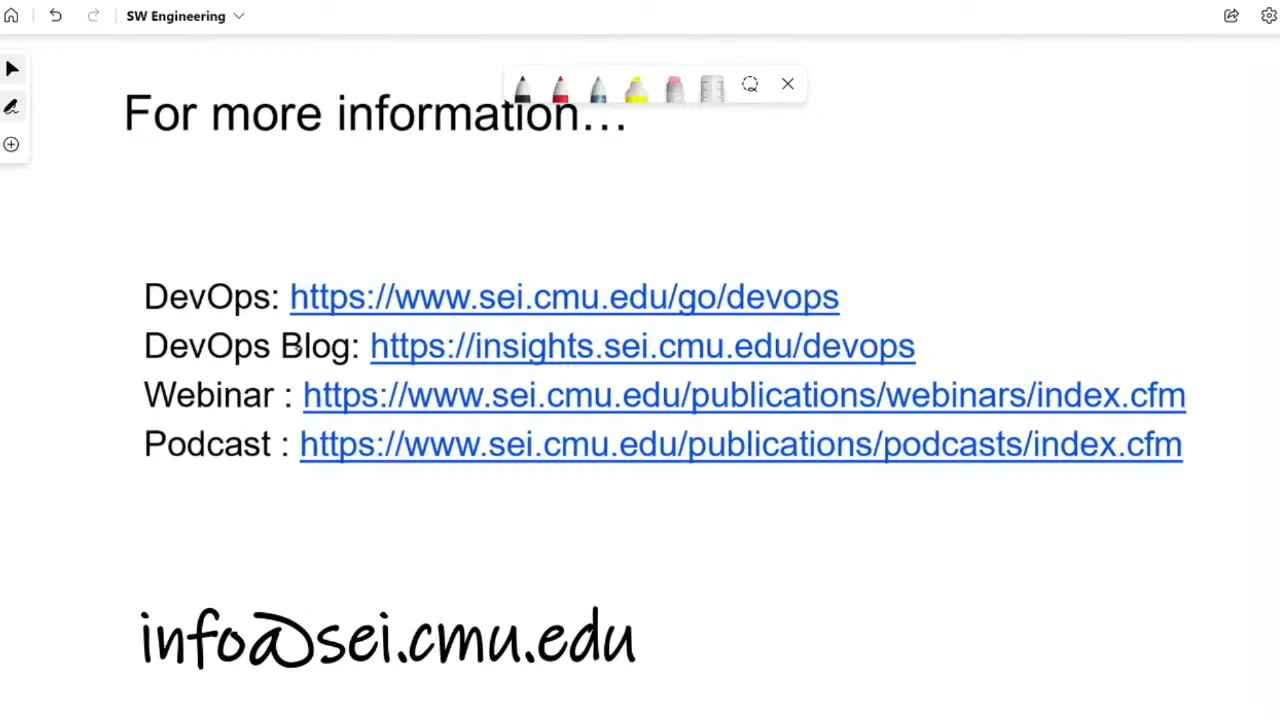 SW Engineering
For more information…
DevOps: https://www.sei.cmu.edu/go/devops
DevOps Blog: https://insights.sei.cmu.edu/devops
Webinar : https://www.sei.cmu.edu/publications/webinars/index.cfm
Podcast : https://www.sei.cmu.edu/publications/podcasts/index.cfm
info@sei.cmu.edu